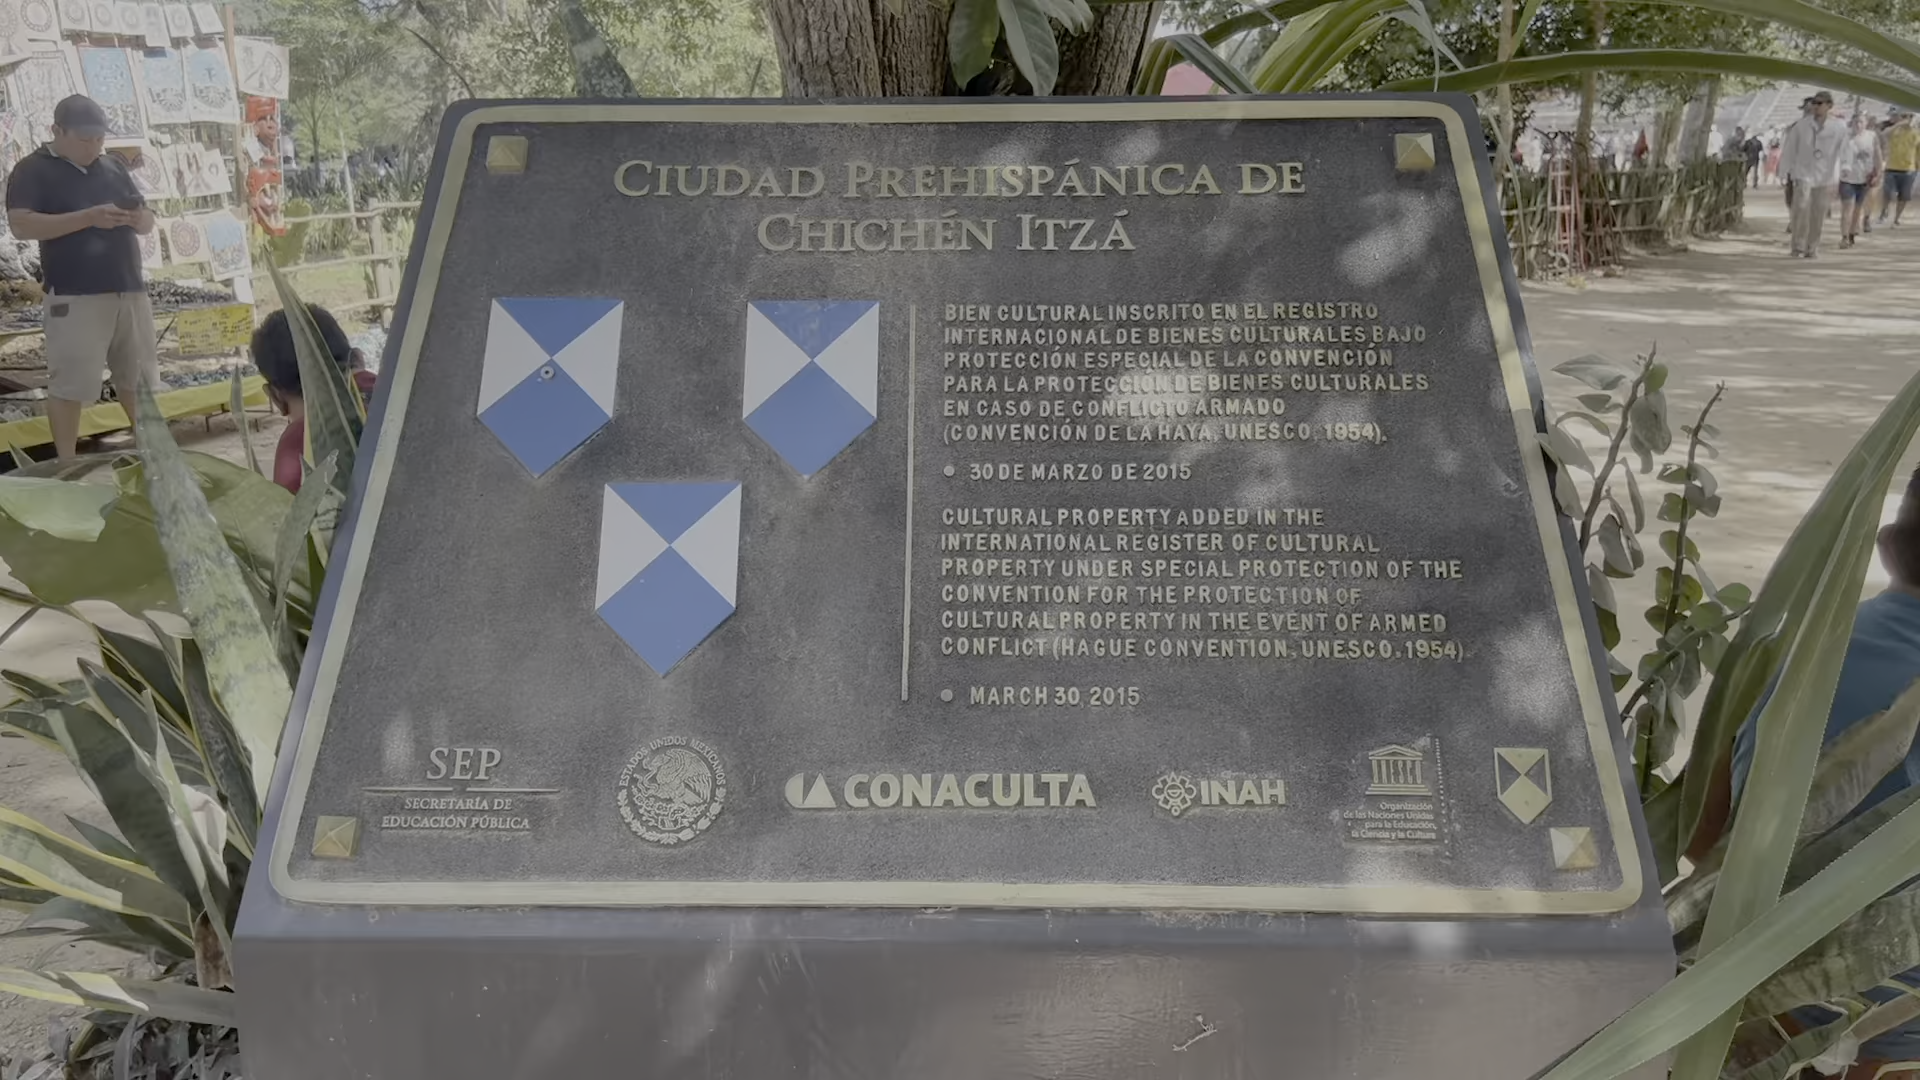 CIUDAD PREHISPÁNICA DE
CHICHÉN ITZÁ
BIEN CULTURAL INSCRITO EN EL REGISTRO
INTERNACIONAL DE BIENES CULTURALES BAJO
PROTECCIÓN ESPECIAL DE LA CONVENCIÓN
PARA LA PROTECCIÓN DE BIENES CULTURALES
EN CASO DE CONFLICTO ARMADO
(CONVENCIÓN DE LA HAYA, UNESCO, 1954).
• 30 DE MARZO DE 2015
CULTURAL PROPERTY ADDED IN THE
INTERNATIONAL REGISTER OF CULTURAL
PROPERTY UNDER SPECIAL PROTECTION OF THE
CONVENTION FOR THE PROTECTION OF
CULTURAL PROPERTY IN THE EVENT OF ARMED
CONFLICT (HAGUE CONVENTION, UNESCO, 1954).
• MARCH 30, 2015
SEP
SECRETARÍA DE
EDUCACIÓN PÚBLICA
ESTADOS UNIDOS MEXICANOS
CONACULTA
INAH
UNESCO
Organización
de las Naciones Unidas
para la Educación,
la Ciencia y la Cultura